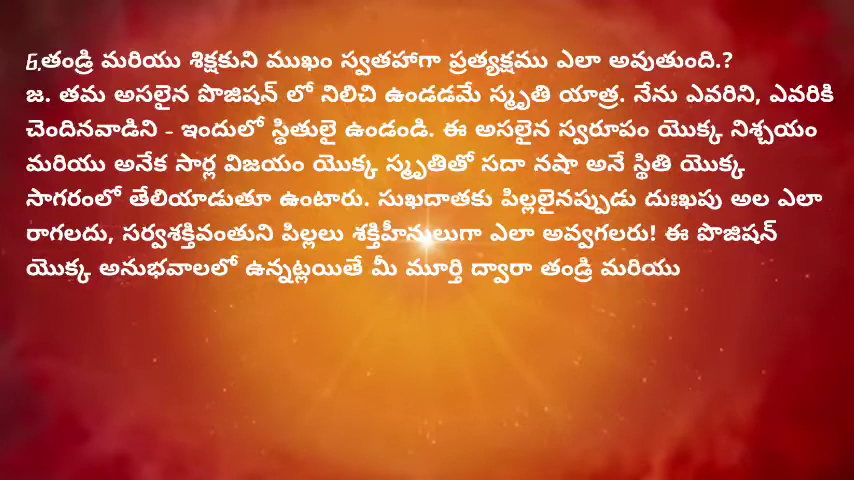 6.తండ్రి మరియు శిక్షకుని ముఖం స్వతహాగా ప్రత్యక్షము ఎలా అవుతుంది.?
జ. తమ అసలైన పొజిషన్ లో నిలిచి ఉండడమే స్మృతి యాత్ర. నేను ఎవరిని, ఎవరికి
చెందినవాడిని - ఇందులో స్థితులై ఉండండి. ఈ అసలైన స్వరూపం యొక్క నిశ్చయం
మరియు అనేక సార్ల విజయం యొక్క స్మృతితో సదా నషా అనే స్థితి యొక్క
సాగరంలో తేలియాడుతూ ఉంటారు. సుఖదాతకు పిల్లలైనప్పుడు దుఃఖపు అల ఎలా
రాగలదు, సర్వశక్తివంతుని పిల్లలు శక్తిహీనులుగా ఎలా అవ్వగలరు! ఈ పొజిషన్
యొక్క అనుభవాలలో ఉన్నట్లయితే మీ మూర్తి ద్వారా తండ్రి మరియు